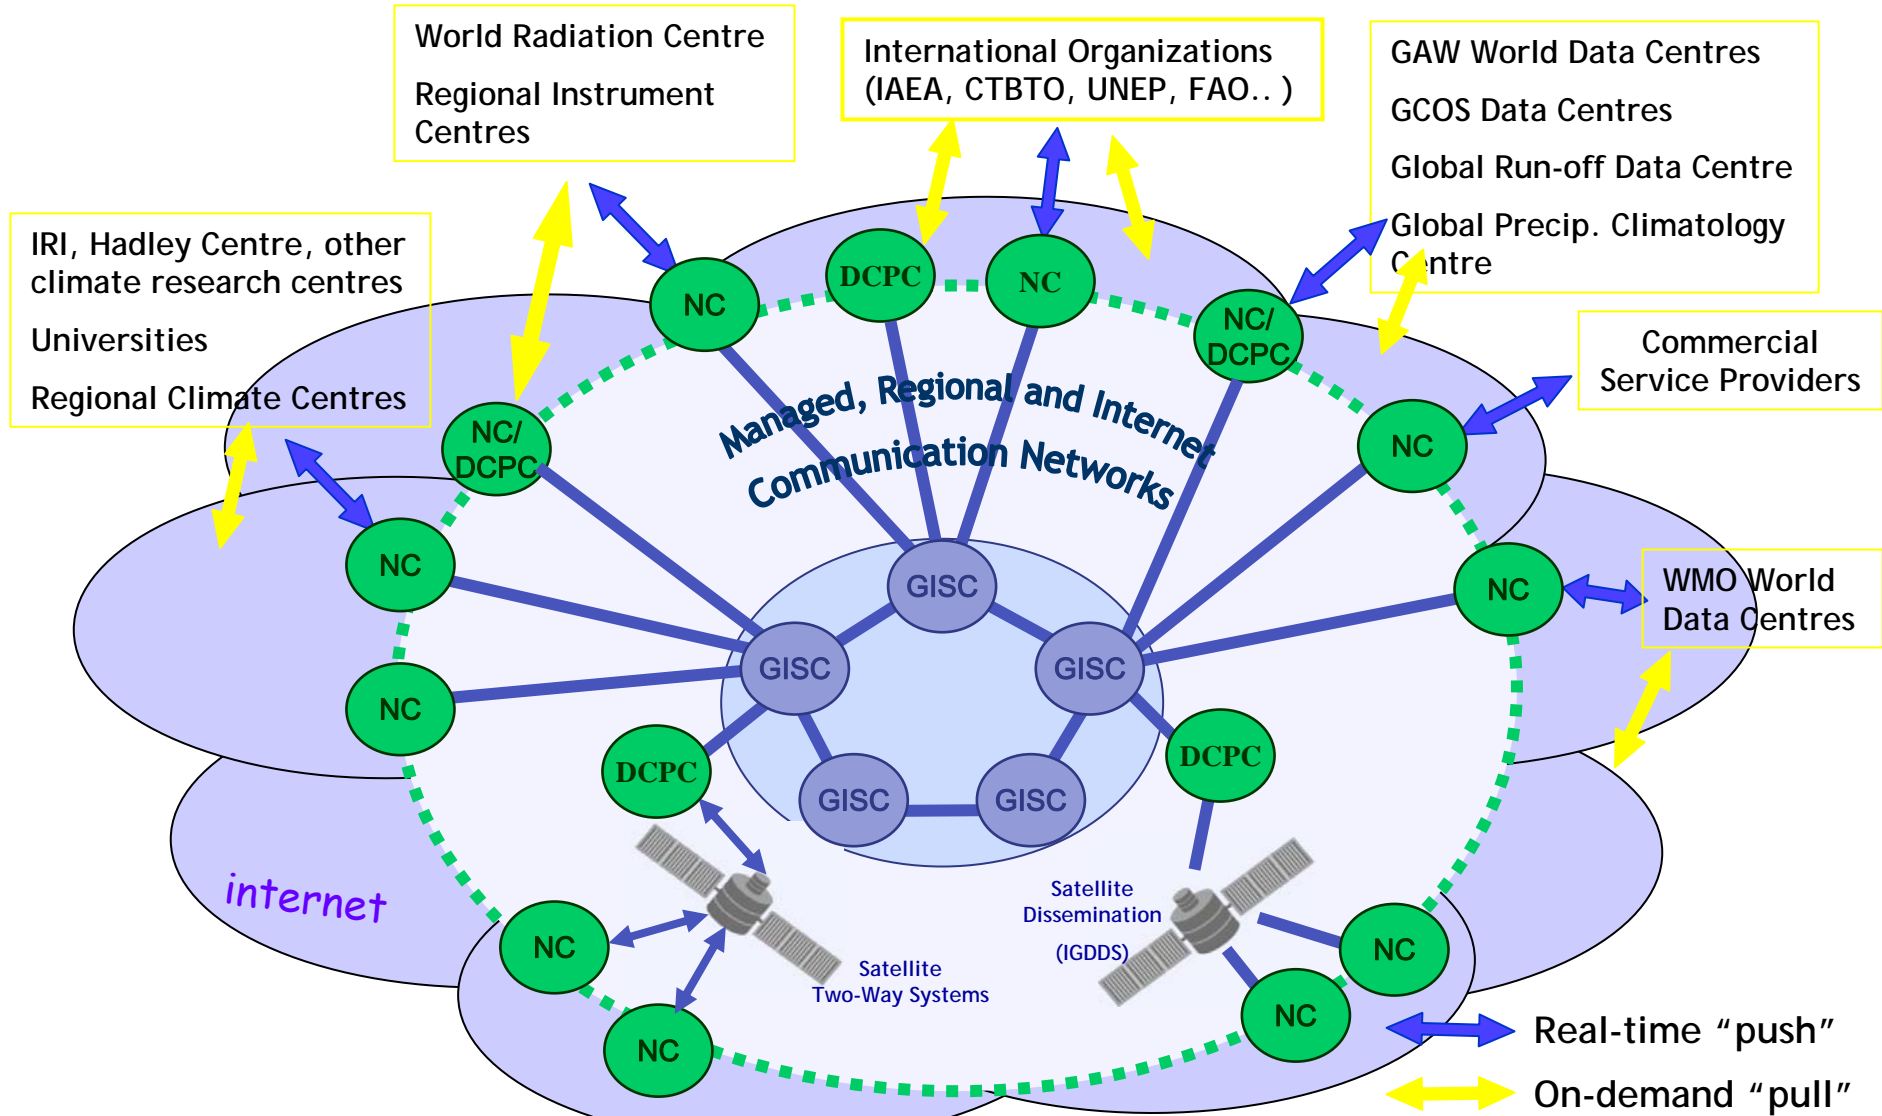 World Radiation Centre
Regional Instrument
Centres
International Organizations
(IAEA, CTBTO, UNEP, FAO.. )
GAW World Data Centres
GCOS Data Centres
Global Run-off Data Centre
Global Precip. Climatology
Centre
IRI, Hadley Centre, other
climate research centres
Universities
Regional Climate Centres
Commercial
Service Providers
WMO World
Data Centres
NC
DCPC
NC
NC/
DCPC
NC/
DCPC
NC
NC
NC
NC
Managed, Regional and Internet
Communication Networks
GISC
GISC
GISC
GISC
GISC
DCPC
DCPC
internet
NC
NC
Satellite
Two-Way Systems
Satellite
Dissemination
(IGDDS)
NC
NC
Real-time “push”
On-demand “pull”